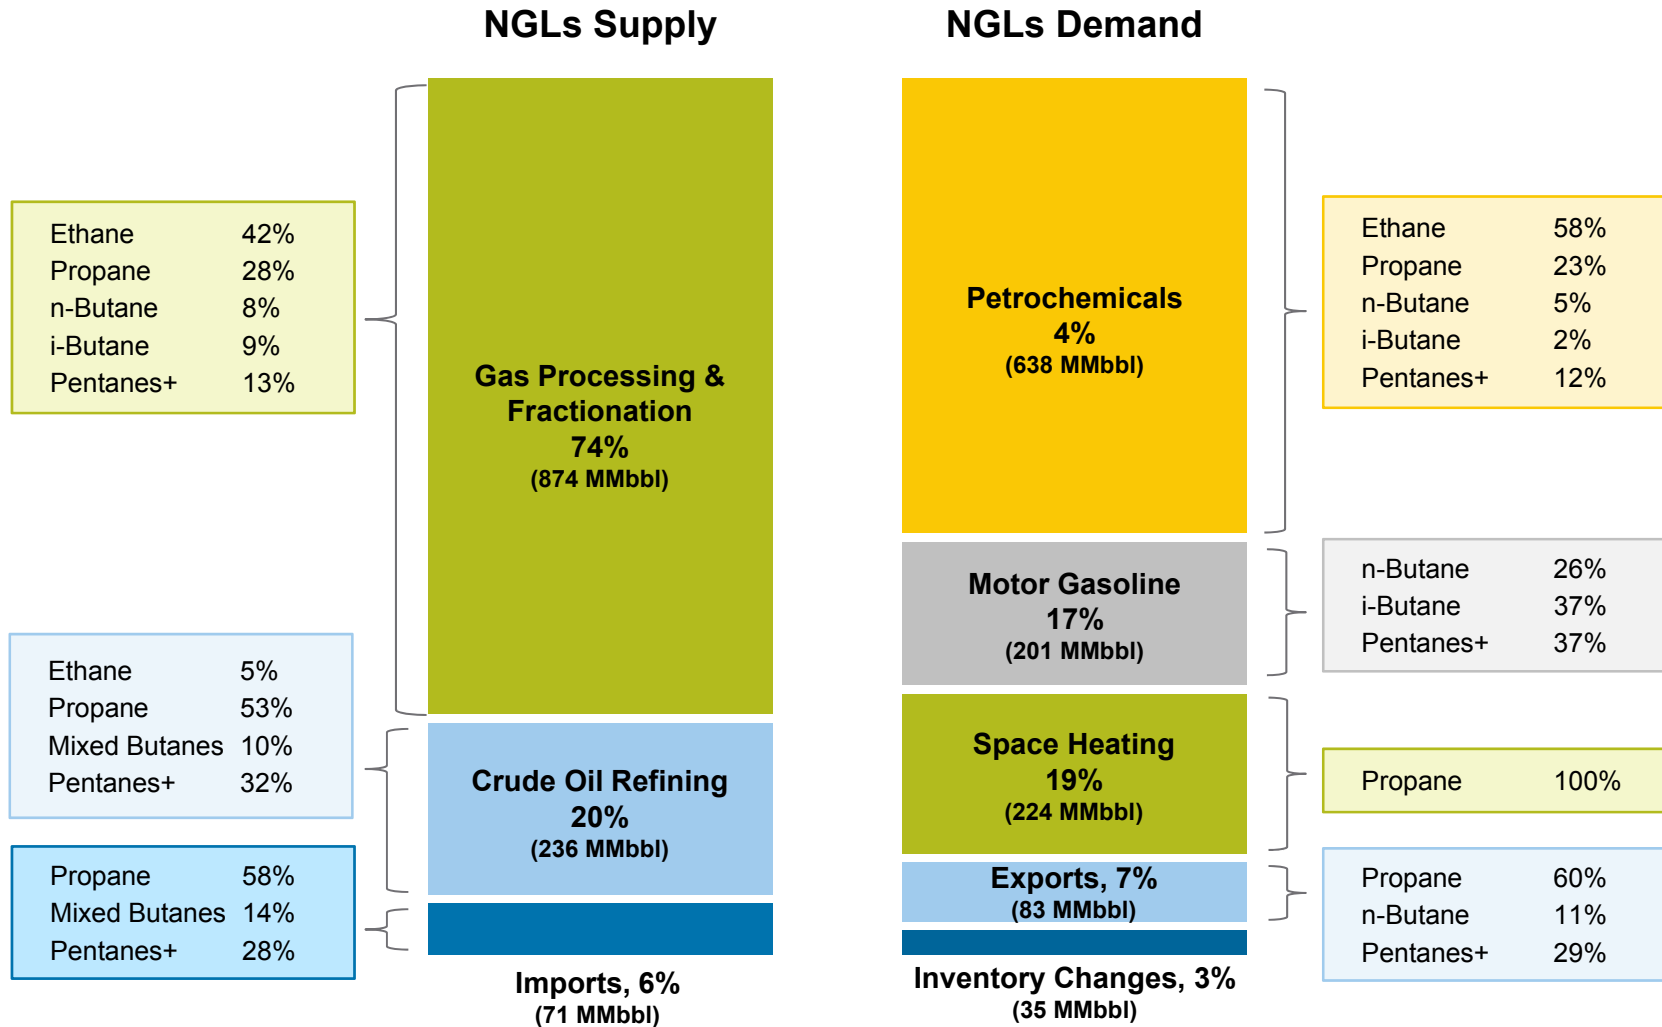 NGLs Supply
NGLs Demand
Ethane 42%
Propane 28%
n-Butane 8%
i-Butane 9%
Pentanes+ 13%
Gas Processing &
Fractionation
74%
(874 MMbbl)
Ethane 5%
Propane 53%
Mixed Butanes 10%
Pentanes+ 32%
Crude Oil Refining
20%
(236 MMbbl)
Propane 58%
Mixed Butanes 14%
Pentanes+ 28%
Imports, 6%
(71 MMbbl)
Petrochemicals
4%
(638 MMbbl)
Ethane 58%
Propane 23%
n-Butane 5%
i-Butane 2%
Pentanes+ 12%
Motor Gasoline
17%
(201 MMbbl)
n-Butane 26%
i-Butane 37%
Pentanes+ 37%
Space Heating
19%
(224 MMbbl)
Propane 100%
Exports, 7%
(83 MMbbl)
Propane 60%
n-Butane 11%
Pentanes+ 29%
Inventory Changes, 3%
(35 MMbbl)